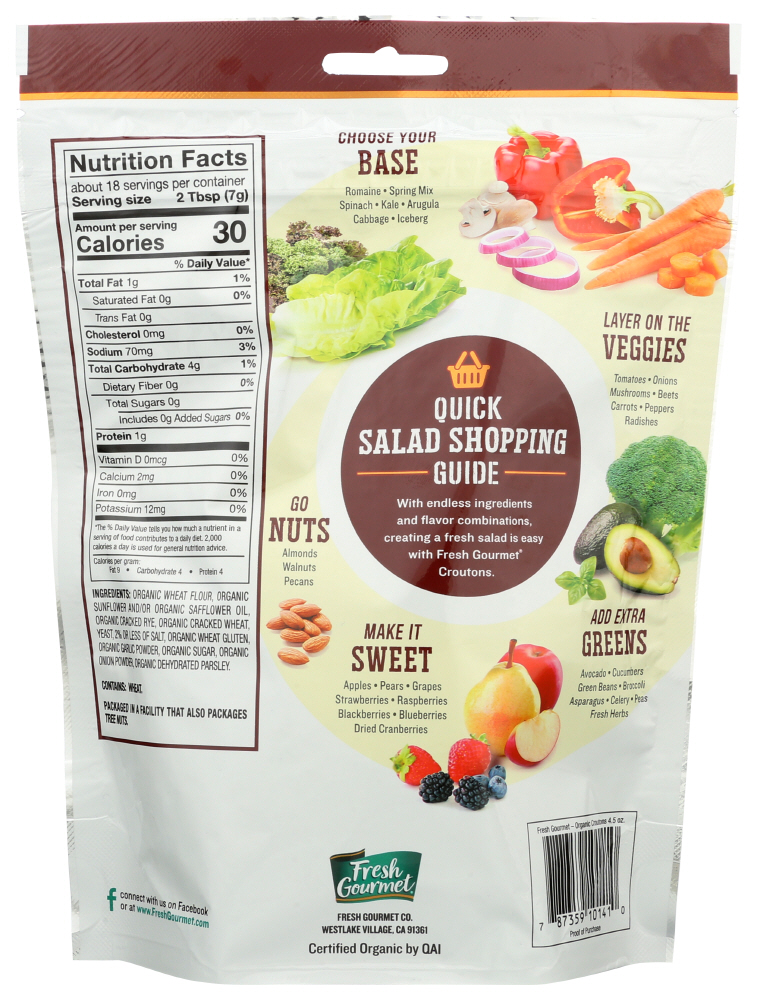 Nutrition Facts
about 18 servings per container
Serving size 2 Tbsp (7g)
Amount per serving
Calories 30
% Daily Value*
Total Fat 1g 1%
Saturated Fat 0g 0%
Trans Fat 0g
Cholesterol 0mg 0%
Sodium 70mg 3%
Total Carbohydrate 4g 1%
Dietary Fiber 0g 0%
Total Sugars 0g
Includes 0g Added Sugars 0%
Protein 1g
Vitamin D 0mcg 0%
Calcium 2mg 0%
Iron 0mg 0%
Potassium 12mg 0%
*The % Daily Value tells you how much a nutrient in a
serving of food contributes to a daily diet. 2,000
calories a day is used for general nutrition advice.
Calories per gram:
Fat 9 • Carbohydrate 4 • Protein 4
INGREDIENTS: ORGANIC WHEAT FLOUR, ORGANIC
SUNFLOWER AND/OR ORGANIC SAFFLOWER OIL,
ORGANIC CRACKED RYE, ORGANIC CRACKED WHEAT,
YEAST, 2% OR LESS OF SALT, ORGANIC WHEAT GLUTEN,
ORGANIC GARLIC POWDER, ORGANIC SUGAR, ORGANIC
ONION POWDER, ORGANIC DEHYDRATED PARSLEY.
CONTAINS: WHEAT.
PACKAGED IN A FACILITY THAT ALSO PACKAGES
TREE NUTS.
CHOOSE YOUR
BASE
Romaine • Spring Mix
Spinach • Kale • Arugula
Cabbage • Iceberg
LAYER ON THE
VEGGIES
Tomatoes • Onions
Mushrooms • Beets
Carrots • Peppers
Radishes
QUICK
SALAD SHOPPING
GUIDE
With endless ingredients
and flavor combinations,
creating a fresh salad is easy
with Fresh Gourmet®
Croutons.
GO
NUTS
Almonds
Walnuts
Pecans
MAKE IT
SWEET
Apples • Pears • Grapes
Strawberries • Raspberries
Blackberries • Blueberries
Dried Cranberries
ADD EXTRA
GREENS
Avocado • Cucumbers
Green Beans • Broccoli
Asparagus • Celery • Peas
Fresh Herbs
f connect with us on Facebook
or at www.FreshGourmet.com
Fresh
Gourmet
FRESH GOURMET CO.
WESTLAKE VILLAGE, CA 91361
Certified Organic by QAI
Fresh Gourmet – Organic Croutons 4.5 oz.
7 87359 10141 0
Proof of Purchase